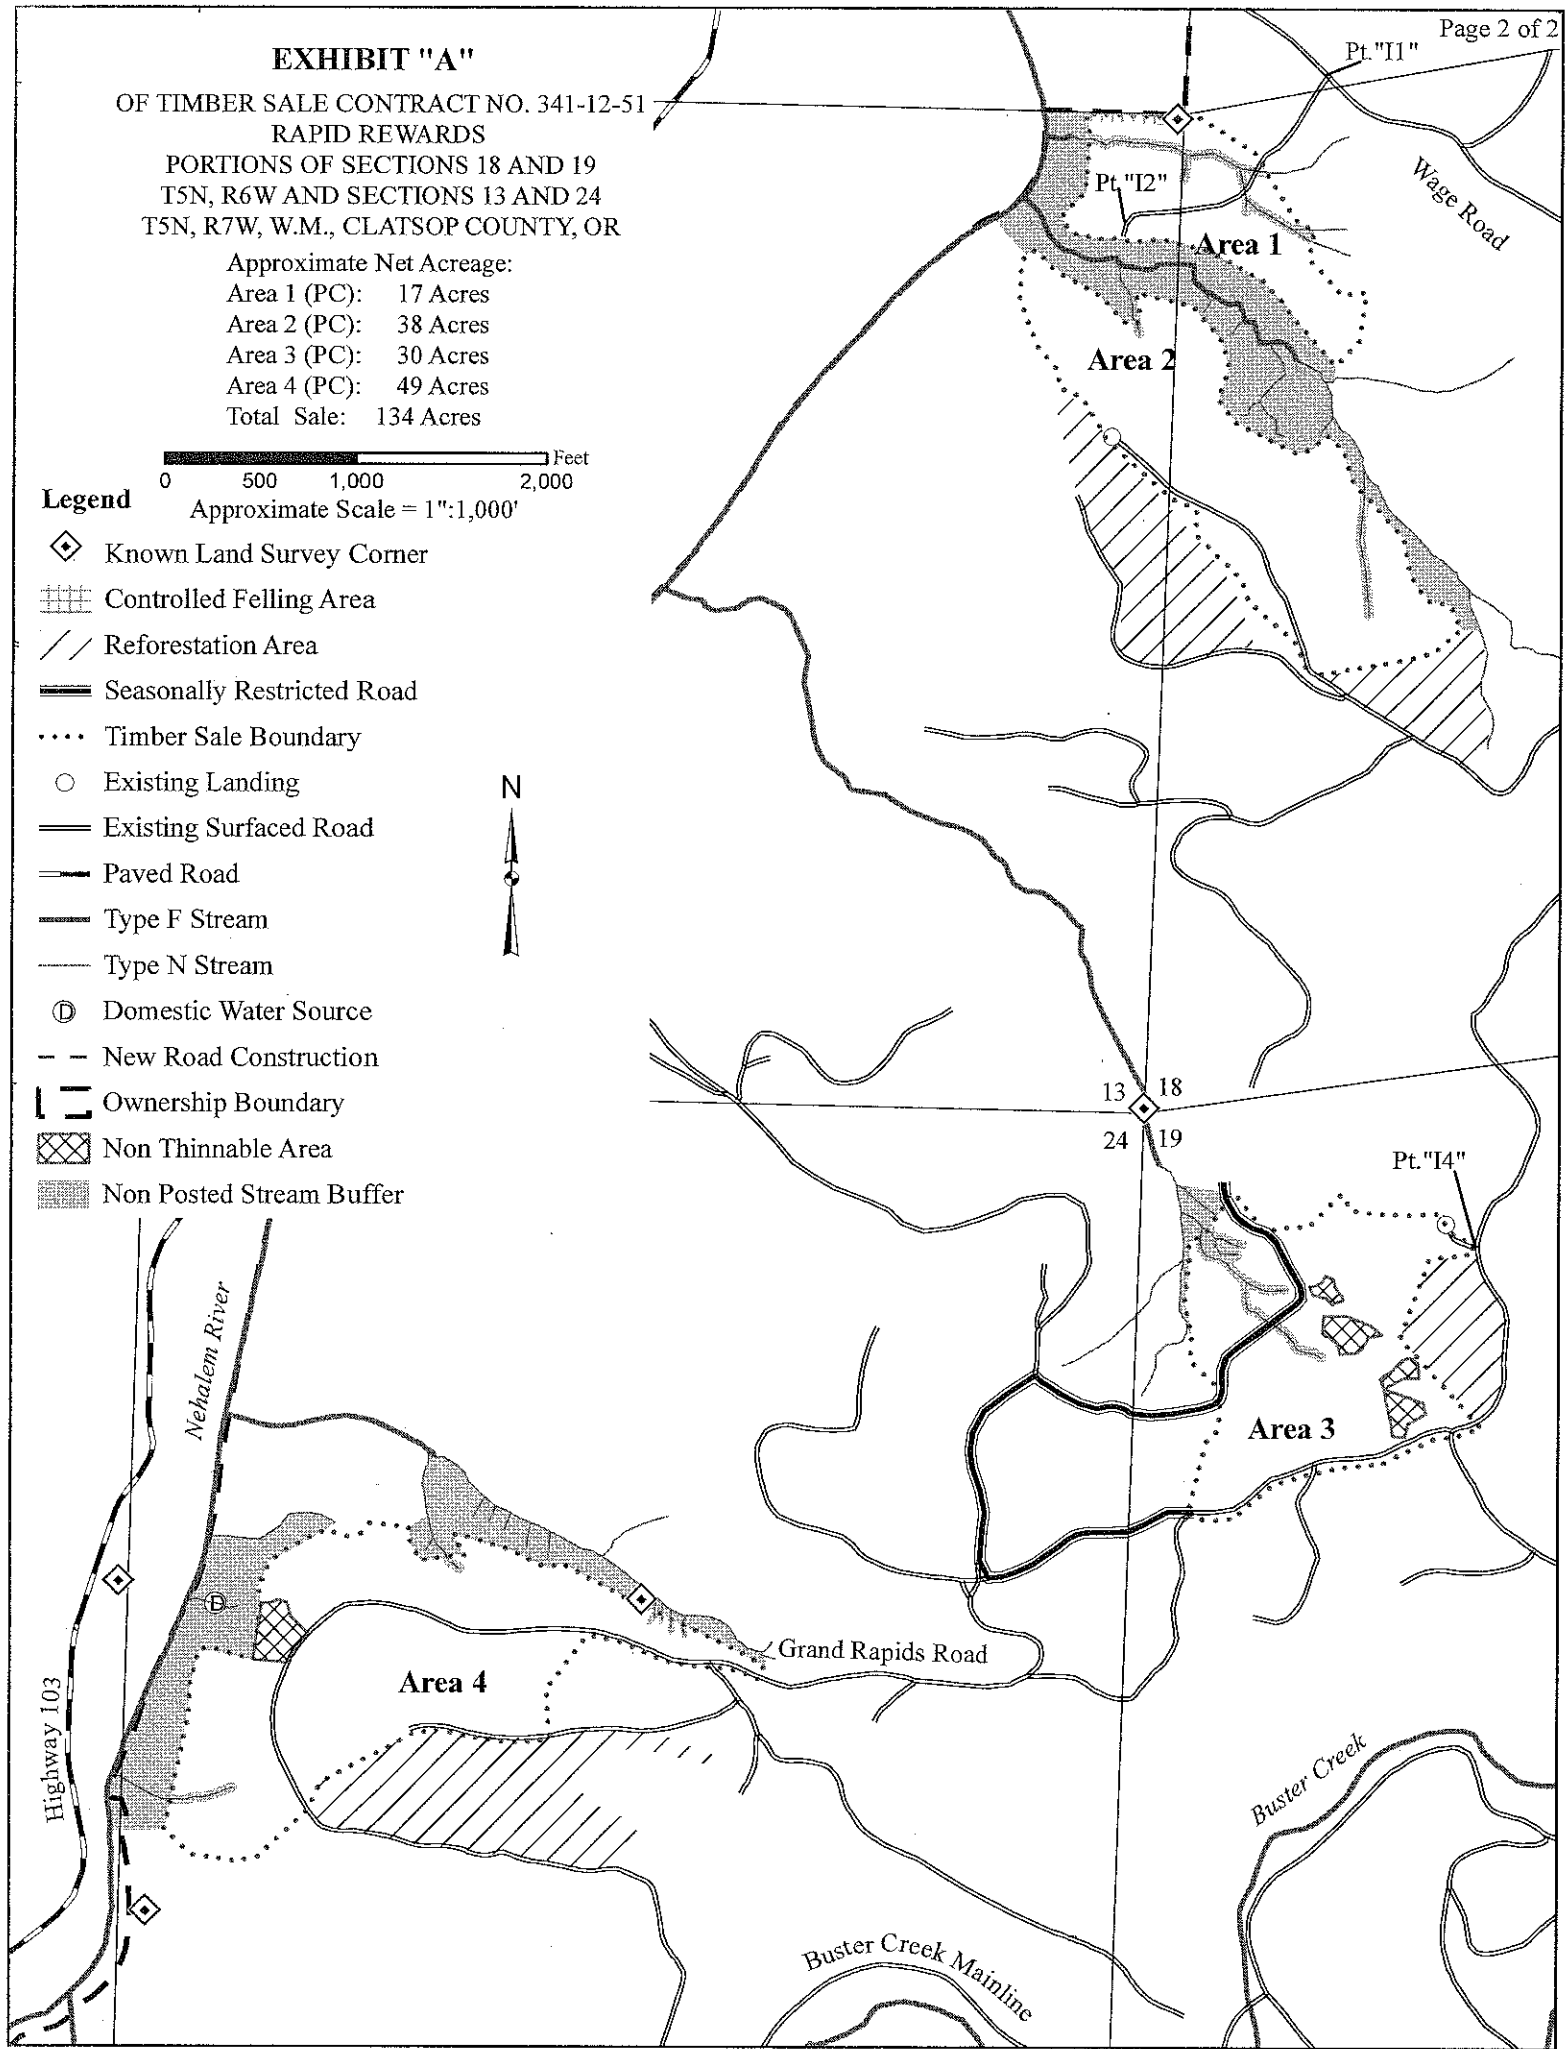 Page 2 of 2
EXHIBIT "A"
OF TIMBER SALE CONTRACT NO. 341-12-51
RAPID REWARDS
PORTIONS OF SECTIONS 18 AND 19
T5N, R6W AND SECTIONS 13 AND 24
T5N, R7W, W.M., CLATSOP COUNTY, OR
Approximate Net Acreage:
Area 1 (PC): 17 Acres
Area 2 (PC): 38 Acres
Area 3 (PC): 30 Acres
Area 4 (PC): 49 Acres
Total Sale: 134 Acres
Feet
0 500 1,000 2,000
Approximate Scale = 1":1,000'
Legend
Known Land Survey Corner
Controlled Felling Area
Reforestation Area
Seasonally Restricted Road
Timber Sale Boundary
Existing Landing
Existing Surfaced Road
Paved Road
Type F Stream
Type N Stream
D Domestic Water Source
New Road Construction
Ownership Boundary
Non Thinnable Area
Non Posted Stream Buffer
N
Pt."I1"
Wage Road
Pt."I2"
Area 1
Area 2
13 18
24 19
Pt."I4"
Area 3
Nehalem River
D
Grand Rapids Road
Area 4
Highway 103
Buster Creek
Buster Creek Mainline